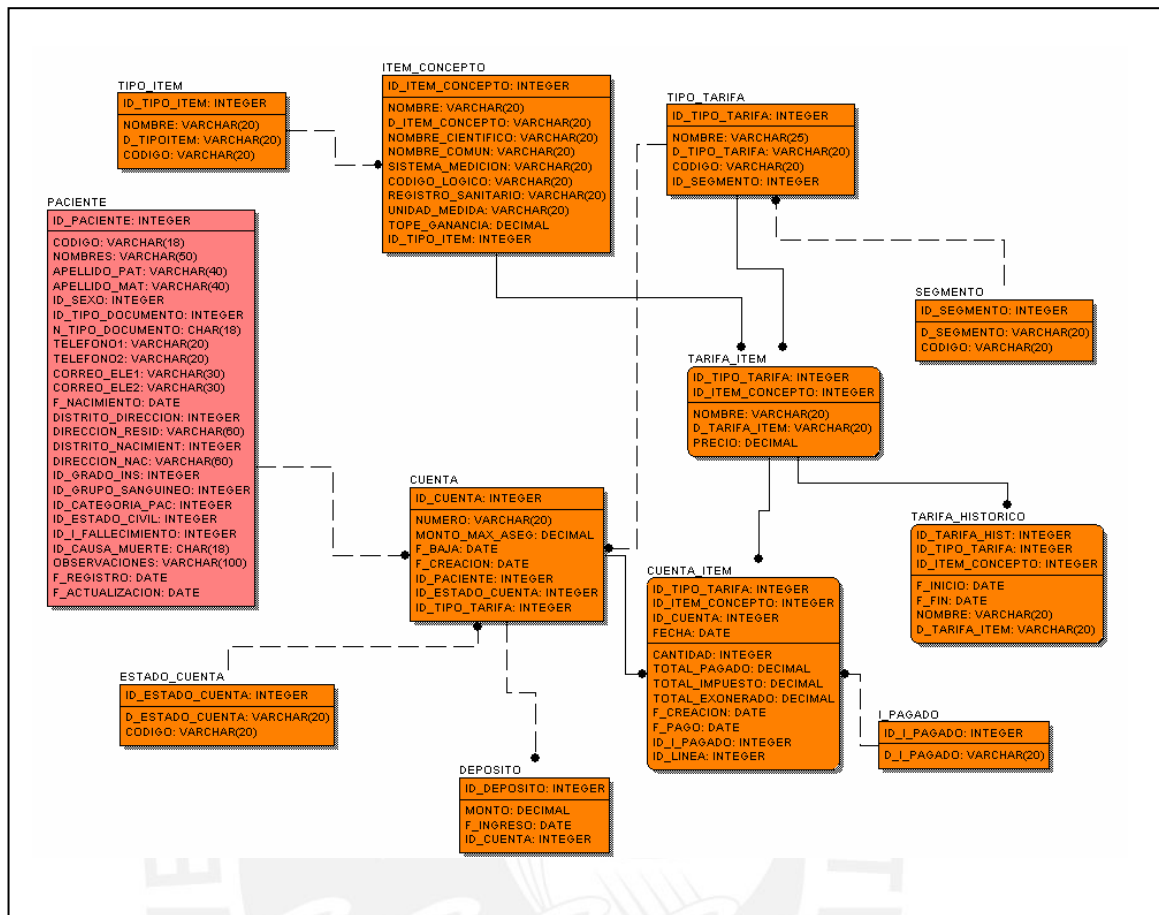 TIPO_ITEM
ID_TIPO_ITEM: INTEGER
NOMBRE: VARCHAR(20)
D_TIPOITEM: VARCHAR(20)
CODIGO: VARCHAR(20)
ITEM_CONCEPTO
ID_ITEM_CONCEPTO: INTEGER
NOMBRE: VARCHAR(20)
D_ITEM_CONCEPTO: VARCHAR(20)
NOMBRE_CIENTIFICO: VARCHAR(20)
NOMBRE_COMUN: VARCHAR(20)
SISTEMA_MEDICION: VARCHAR(20)
CODIGO_LOGICO: VARCHAR(20)
REGISTRO_SANITARIO: VARCHAR(20)
UNIDAD_MEDIDA: VARCHAR(20)
TOPE_GANANCIA: DECIMAL
ID_TIPO_ITEM: INTEGER
TIPO_TARIFA
ID_TIPO_TARIFA: INTEGER
NOMBRE: VARCHAR(25)
D_TIPO_TARIFA: VARCHAR(20)
CODIGO: VARCHAR(20)
ID_SEGMENTO: INTEGER
PACIENTE
ID_PACIENTE: INTEGER
CODIGO: VARCHAR(18)
NOMBRES: VARCHAR(50)
APELLIDO_PAT: VARCHAR(40)
APELLIDO_MAT: VARCHAR(40)
ID_SEXO: INTEGER
ID_TIPO_DOCUMENTO: INTEGER
N_TIPO_DOCUMENTO: CHAR(18)
TELEFONO1: VARCHAR(20)
TELEFONO2: VARCHAR(20)
CORREO_ELE1: VARCHAR(30)
CORREO_ELE2: VARCHAR(30)
F_NACIMIENTO: DATE
DISTRITO_DIRECCION: INTEGER
DIRECCION_RESID: VARCHAR(60)
DISTRITO_NACIMIENT: INTEGER
DIRECCION_NAC: VARCHAR(60)
ID_GRADO_INS: INTEGER
ID_GRUPO_SANGUINEO: INTEGER
ID_CATEGORIA_PAC: INTEGER
ID_ESTADO_CIVIL: INTEGER
ID_I_FALLECIMIENTO: INTEGER
ID_CAUSA_MUERTE: CHAR(18)
OBSERVACIONES: VARCHAR(100)
F_REGISTRO: DATE
F_ACTUALIZACION: DATE
SEGMENTO
ID_SEGMENTO: INTEGER
D_SEGMENTO: VARCHAR(20)
CODIGO: VARCHAR(20)
TARIFA_ITEM
ID_TIPO_TARIFA: INTEGER
ID_ITEM_CONCEPTO: INTEGER
NOMBRE: VARCHAR(20)
D_TARIFA_ITEM: VARCHAR(20)
PRECIO: DECIMAL
CUENTA
ID_CUENTA: INTEGER
NUMERO: VARCHAR(20)
MONTO_MAX_ASEG: DECIMAL
F_BAJA: DATE
F_CREACION: DATE
ID_PACIENTE: INTEGER
ID_ESTADO_CUENTA: INTEGER
ID_TIPO_TARIFA: INTEGER
TARIFA_HISTORICO
ID_TARIFA_HIST: INTEGER
ID_TIPO_TARIFA: INTEGER
ID_ITEM_CONCEPTO: INTEGER
F_INICIO: DATE
F_FIN: DATE
NOMBRE: VARCHAR(20)
D_TARIFA_ITEM: VARCHAR(20)
CUENTA_ITEM
ID_TIPO_TARIFA: INTEGER
ID_ITEM_CONCEPTO: INTEGER
ID_CUENTA: INTEGER
FECHA: DATE
CANTIDAD: INTEGER
TOTAL_PAGADO: DECIMAL
TOTAL_IMPUESTO: DECIMAL
TOTAL_EXONERADO: DECIMAL
F_CREACION: DATE
F_PAGO: DATE
ID_I_PAGADO: INTEGER
ID_LINEA: INTEGER
ESTADO_CUENTA
ID_ESTADO_CUENTA: INTEGER
D_ESTADO_CUENTA: VARCHAR(20)
CODIGO: VARCHAR(20)
I_PAGADO
ID_I_PAGADO: INTEGER
D_I_PAGADO: VARCHAR(20)
DEPOSITO
ID_DEPOSITO: INTEGER
MONTO: DECIMAL
F_INGRESO: DATE
ID_CUENTA: INTEGER